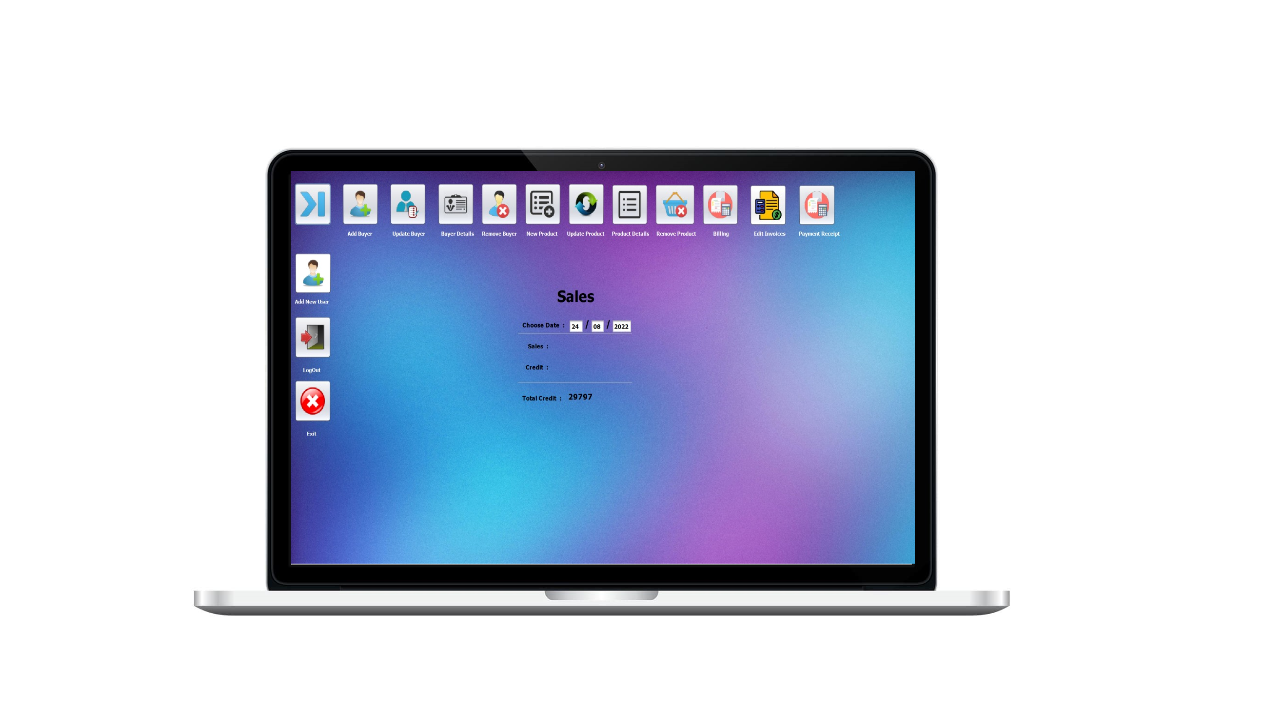 Add Buyer Update Buyer Buyer Details Remove Buyer New Product Update Product Product Details Remove Product Billing Edit Invoices Payment Receipt
Add New User
LogOut
Exit
Sales
Choose Date : 24 / 08 / 2022
Sales :
Credit :
Total Credit : 29797